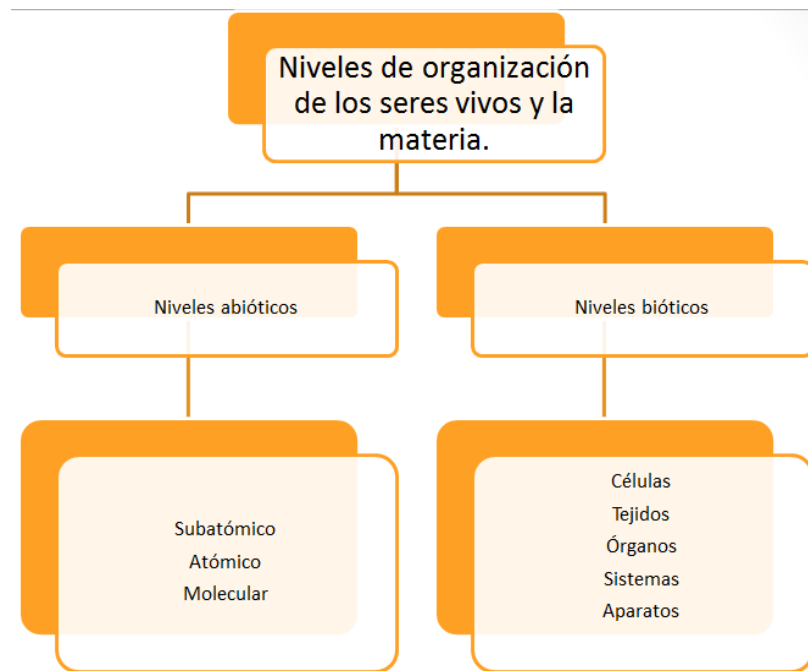 Niveles de organización
de los seres vivos y la
materia.
Niveles abióticos
Niveles bióticos
Subatómico
Atómico
Molecular
Células
Tejidos
Órganos
Sistemas
Aparatos